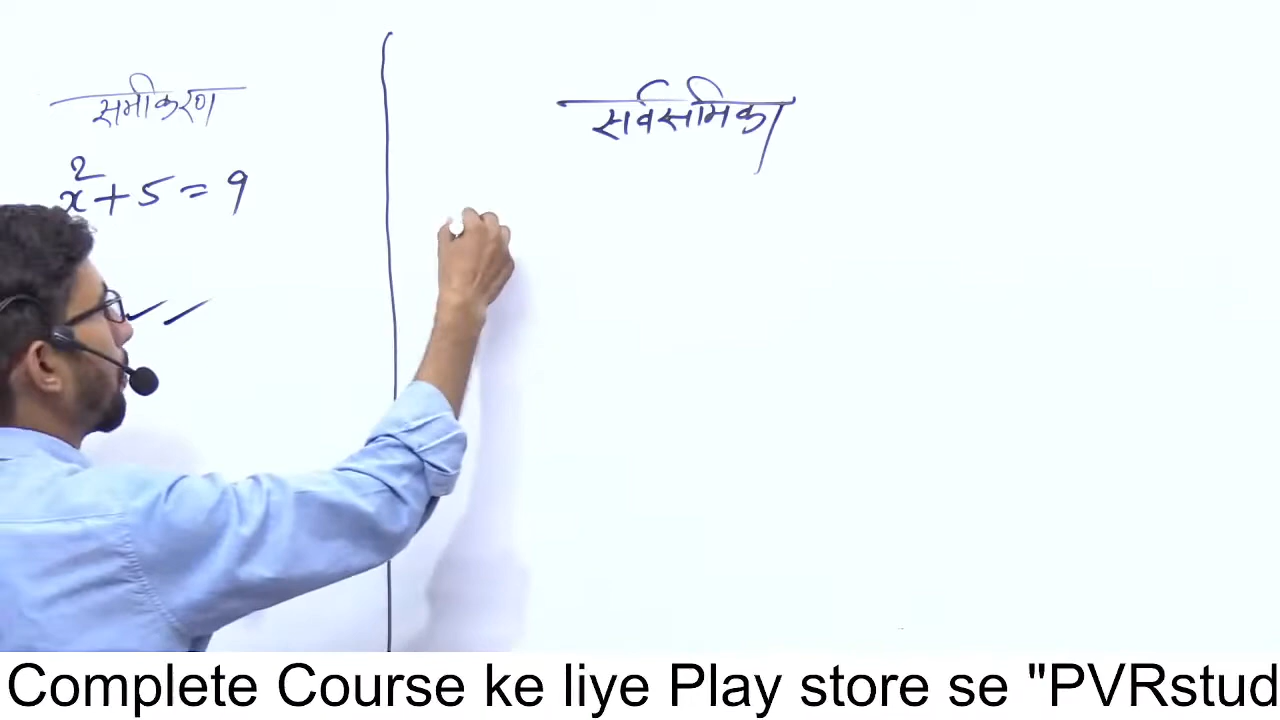 समीकरण
x² + 5 = 9
सर्वसमिका
Complete Course ke liye Play store se "PVRstud